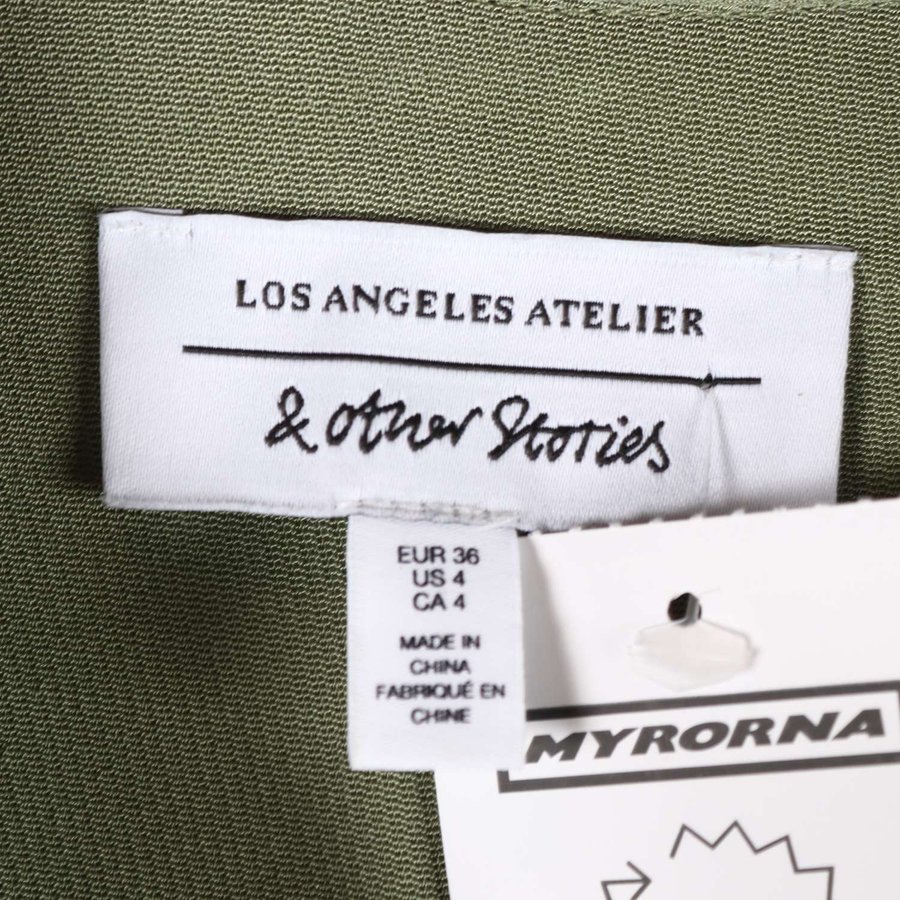 LOS ANGELES ATELIER
& other Stories
EUR 36
US 4
CA 4
MADE IN
CHINA
FABRIQUÉ EN
CHINE
MYRORNA